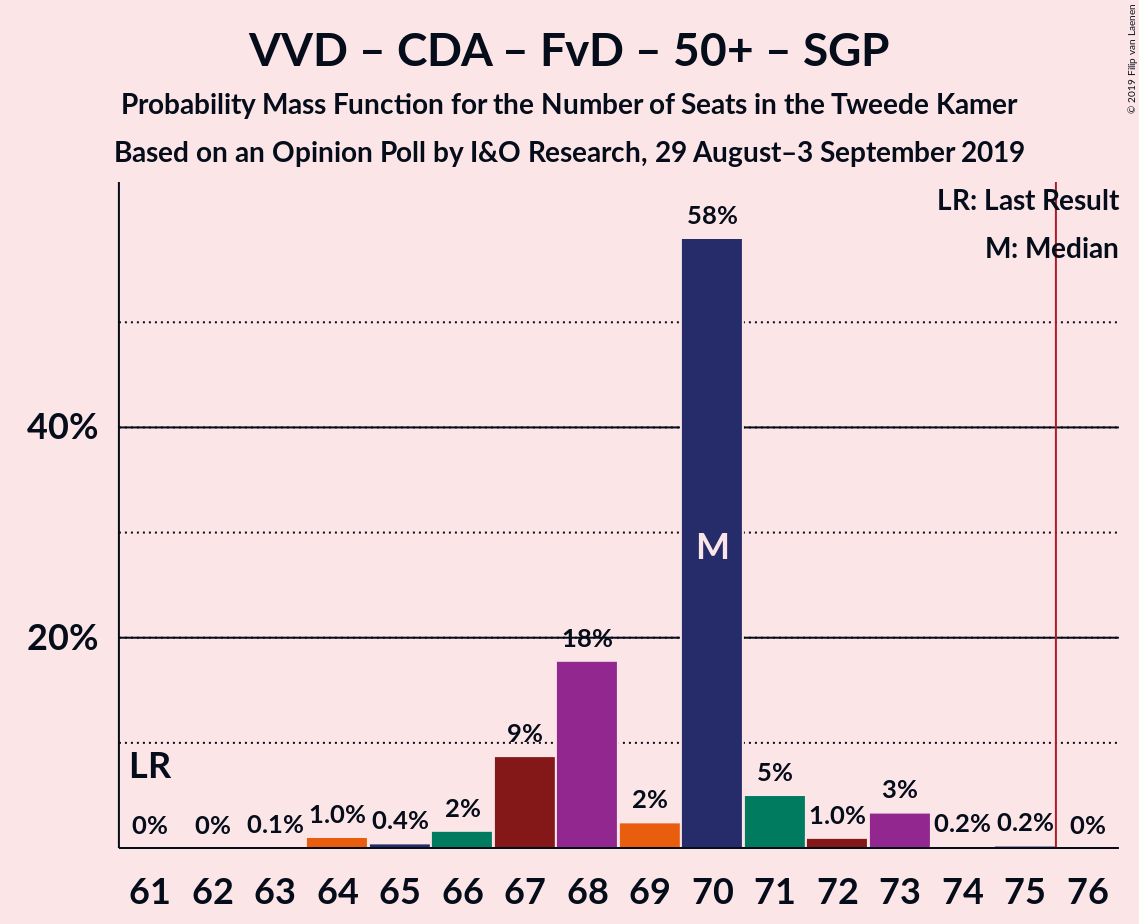 VVD – CDA – FvD – 50+ – SGP
Probability Mass Function for the Number of Seats in the Tweede Kamer
Based on an Opinion Poll by I&O Research, 29 August–3 September 2019
© 2019 Filip van Laenen
LR: Last Result
M: Median
40%
20%
LR
0%
0%
0.1%
1.0%
0.4%
2%
9%
18%
2%
58%
M
5%
1.0%
3%
0.2%
0.2%
0%
61 62 63 64 65 66 67 68 69 70 71 72 73 74 75 76